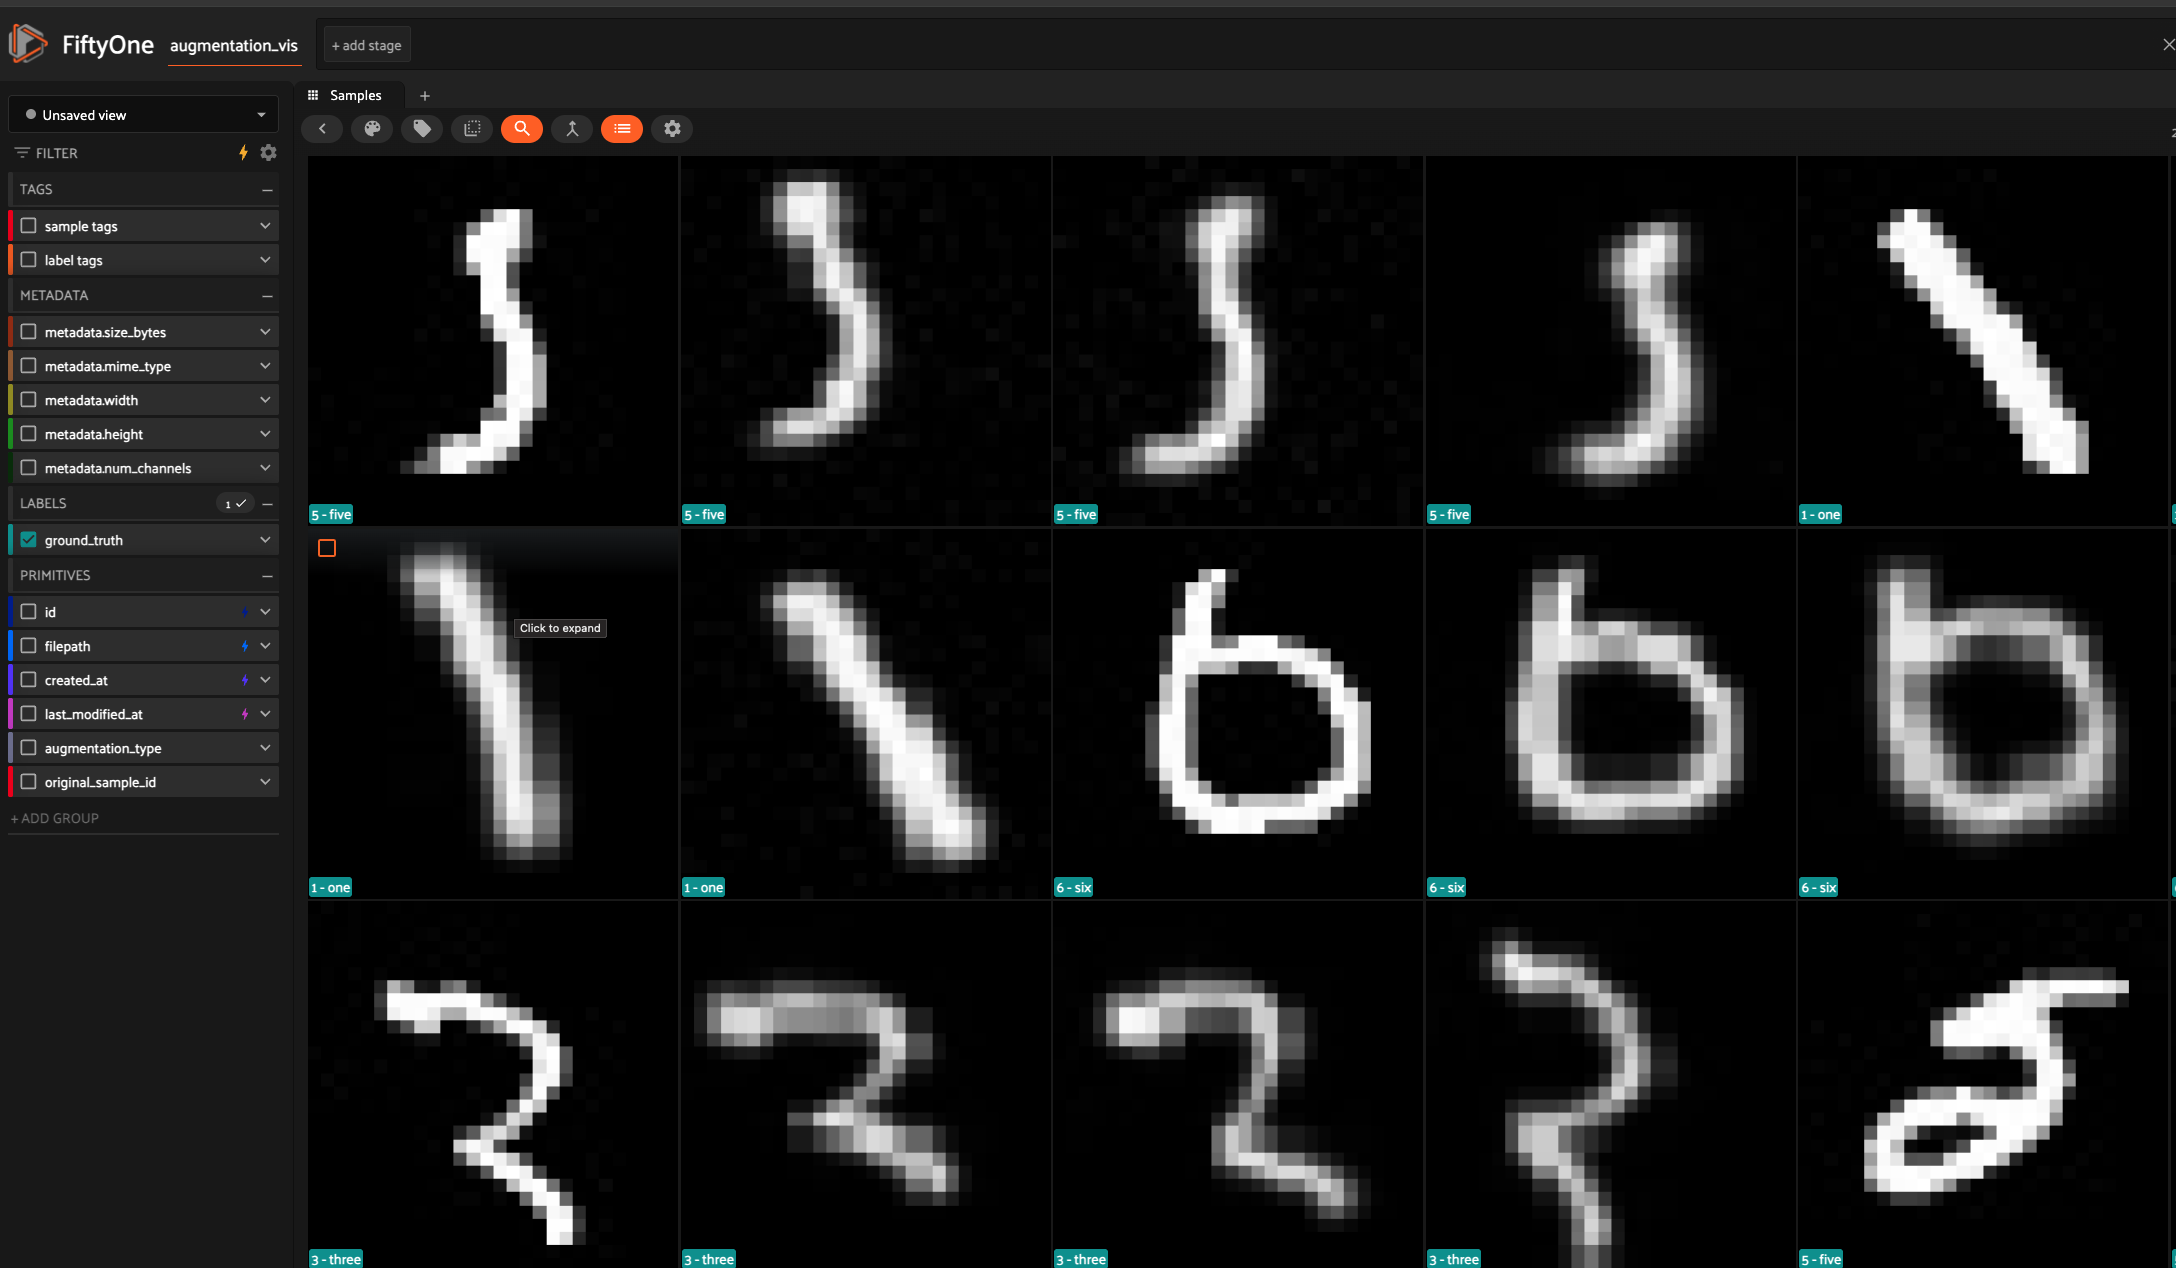 FiftyOne augmentation_vis + add stage
Unsaved view
Samples +
FILTER
TAGS
sample tags
label tags
METADATA
metadata.size_bytes
metadata.mime_type
metadata.width
metadata.height
metadata.num_channels
LABELS 1
ground_truth
PRIMITIVES
id
filepath
created_at
last_modified_at
augmentation_type
original_sample_id
+ ADD GROUP
5 - five
5 - five
5 - five
5 - five
1 - one
Click to expand
1 - one
1 - one
6 - six
6 - six
6 - six
3 - three
3 - three
3 - three
3 - three
5 - five